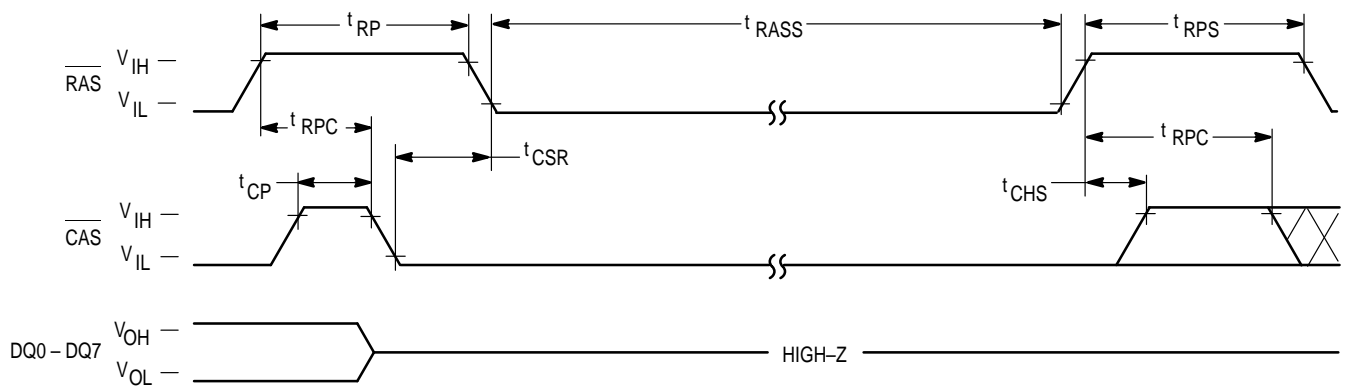 t RP
t RASS
t RPS
RAS
V IH
V IL
t RPC
t RPC
t CSR
t CP
t CHS
CAS
V IH
V IL
DQ0 – DQ7
V OH
V OL
HIGH–Z